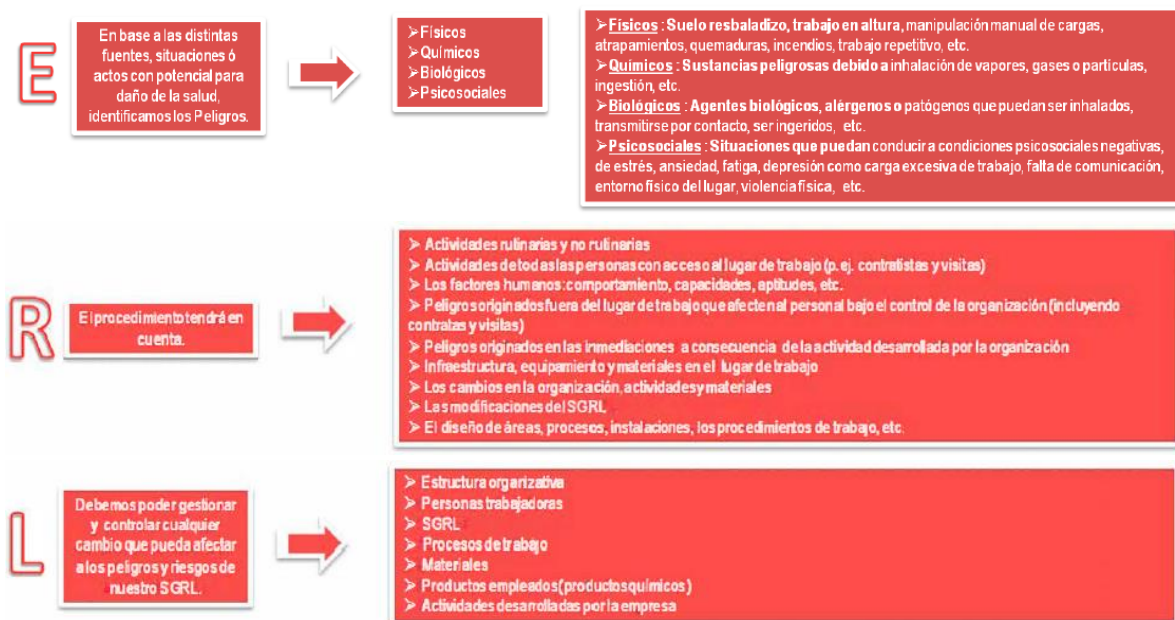 E
En base a las distintas
fuentes, situaciones ó
actos con potencial para
daño de la salud,
identificamos los Peligros.
➢Físicos
➢Químicos
➢Biológicos
➢Psicosociales
➢Físicos : Suelo resbaladizo, trabajo en altura, manipulación manual de cargas,
atrapamientos, quemaduras, incendios, trabajo repetitivo, etc.
➢Químicos : Sustancias peligrosas debido a inhalación de vapores, gases o partículas,
ingestión, etc.
➢Biológicos : Agentes biológicos, alérgenos o patógenos que puedan ser inhalados,
transmitirse por contacto, ser ingeridos, etc.
➢Psicosociales : Situaciones que puedan conducir a condiciones psicosociales negativas,
de estrés, ansiedad, fatiga, depresión como carga excesiva de trabajo, falta de comunicación,
entorno físico del lugar, violencia física, etc.
R
El procedimiento tendrá en
cuenta.
➢ Actividades rutinarias y no rutinarias
➢ Actividades de todas las personas con acceso al lugar de trabajo (p. ej. contratistas y visitas)
➢ Los factores humanos: comportamiento, capacidades, aptitudes, etc.
➢ Peligros originados fuera del lugar de trabajo que afecten al personal bajo el control de la organización (incluyendo
contratas y visitas)
➢ Peligros originados en las inmediaciones a consecuencia de la actividad desarrollada por la organización
➢ Infraestructura, equipamiento y materiales en el lugar de trabajo
➢ Los cambios en la organización, actividades y materiales
➢ Las modificaciones del SGRL
➢ El diseño de áreas, procesos, instalaciones, los procedimientos de trabajo, etc.
L
Debemos poder gestionar
y controlar cualquier
cambio que pueda afectar
a los peligros y riesgos de
nuestro SGRL.
➢ Estructura organizativa
➢ Personas trabajadoras
➢ SGRL
➢ Procesos de trabajo
➢ Materiales
➢ Productos empleados (productos químicos)
➢ Actividades desarrolladas por la empresa